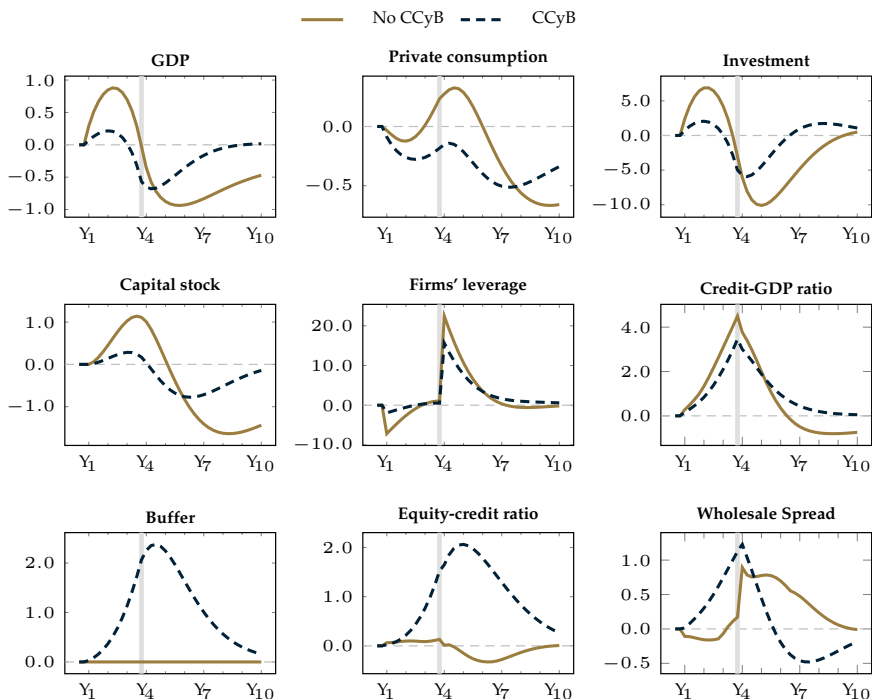 No CCyB CCyB
GDP
1.0
0.5
0.0
−0.5
−1.0
Y1 Y4 Y7 Y10
Private consumption
0.0
−0.5
Y1 Y4 Y7 Y10
Investment
5.0
0.0
−5.0
−10.0
Y1 Y4 Y7 Y10
Capital stock
1.0
0.0
−1.0
Y1 Y4 Y7 Y10
Firms' leverage
20.0
10.0
0.0
−10.0
Y1 Y4 Y7 Y10
Credit-GDP ratio
4.0
2.0
0.0
Y1 Y4 Y7 Y10
Buffer
2.0
1.0
0.0
Y1 Y4 Y7 Y10
Equity-credit ratio
2.0
1.0
0.0
Y1 Y4 Y7 Y10
Wholesale Spread
1.0
0.5
0.0
−0.5
Y1 Y4 Y7 Y10